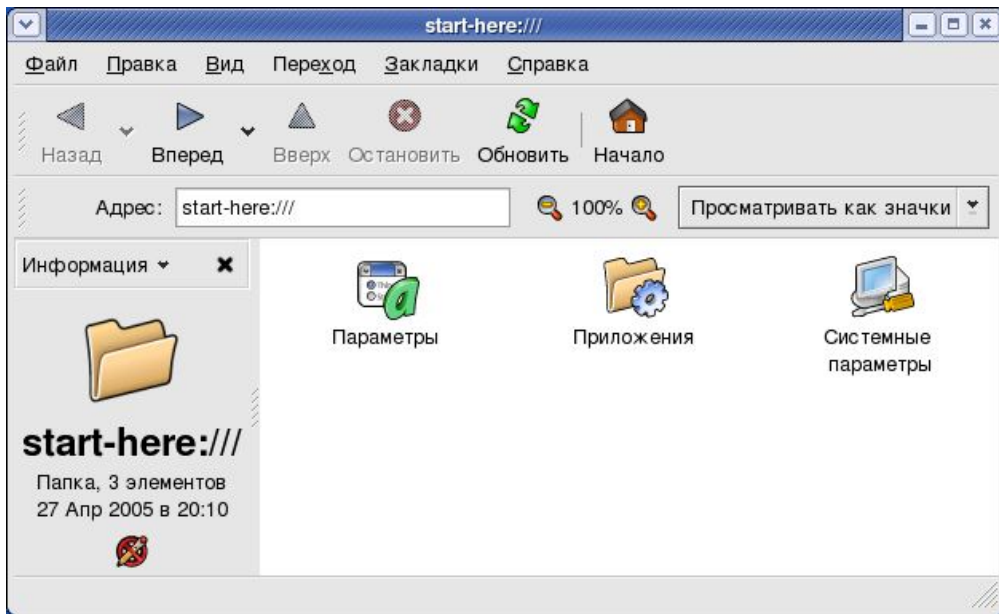 start-here:///
Файл Правка Вид Переход Закладки Справка
Назад Вперед Вверх Остановить Обновить Начало
Адрес: start-here:/// 100% Просматривать как значки
Информация
Параметры
Приложения
Системные
параметры
start-here:///
Папка, 3 элементов
27 Апр 2005 в 20:10